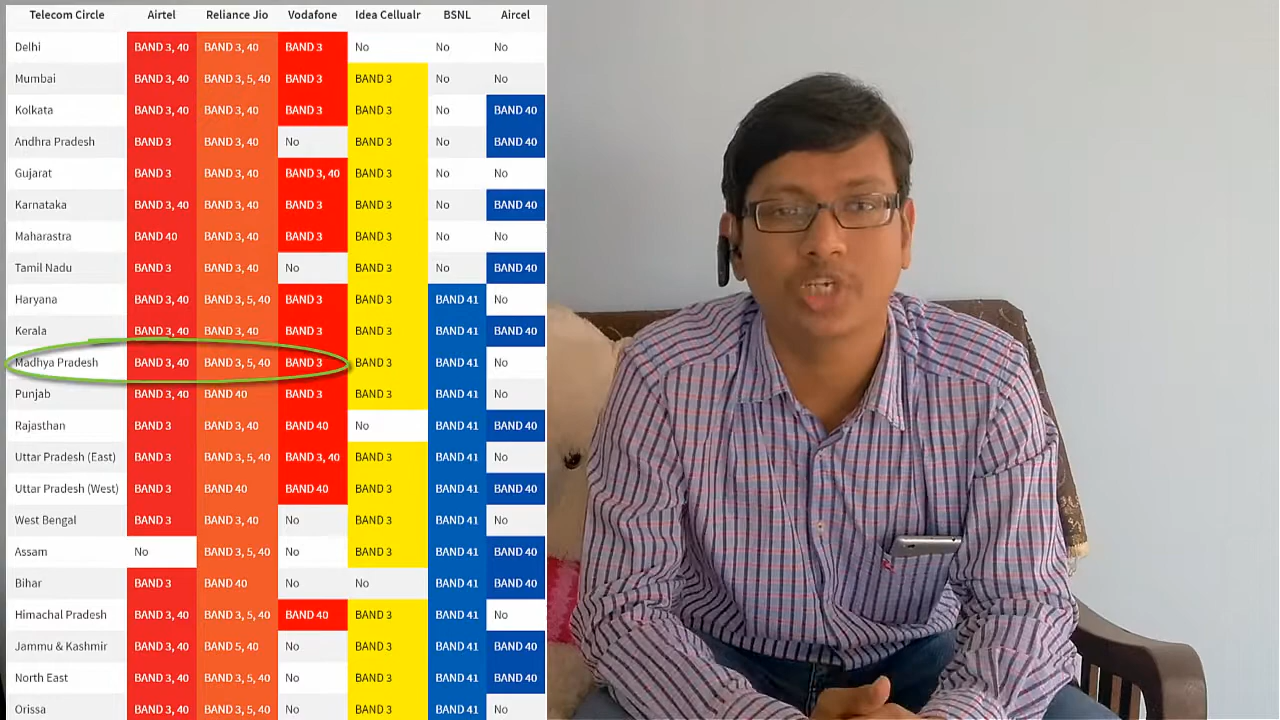 Telecom Circle Airtel Reliance Jio Vodafone Idea Cellualr BSNL Aircel
Delhi BAND 3, 40 BAND 3, 40 BAND 3 No No No
Mumbai BAND 3, 40 BAND 3, 5, 40 BAND 3 BAND 3 No No
Kolkata BAND 3, 40 BAND 3, 40 BAND 3 BAND 3 No BAND 40
Andhra Pradesh BAND 3 BAND 3, 40 No BAND 3 No BAND 40
Gujarat BAND 3 BAND 3, 40 BAND 3, 40 BAND 3 No No
Karnataka BAND 3, 40 BAND 3, 40 BAND 3 BAND 3 No BAND 40
Maharastra BAND 40 BAND 3, 40 BAND 3 BAND 3 No No
Tamil Nadu BAND 3 BAND 3, 40 No BAND 3 No BAND 40
Haryana BAND 3, 40 BAND 3, 5, 40 BAND 3 BAND 3 BAND 41 No
Kerala BAND 3, 40 BAND 3, 40 BAND 3 BAND 3 BAND 41 BAND 40
Madhya Pradesh BAND 3, 40 BAND 3, 5, 40 BAND 3 BAND 3 BAND 41 No
Punjab BAND 3, 40 BAND 40 BAND 3 BAND 3 BAND 41 No
Rajasthan BAND 3 BAND 3, 40 BAND 40 No BAND 41 BAND 40
Uttar Pradesh (East) BAND 3 BAND 3, 5, 40 BAND 3, 40 BAND 3 BAND 41 No
Uttar Pradesh (West) BAND 3 BAND 40 BAND 40 BAND 3 BAND 41 BAND 40
West Bengal BAND 3 BAND 3, 40 No BAND 3 BAND 41 No
Assam No BAND 3, 5, 40 No BAND 3 BAND 41 BAND 40
Bihar BAND 3 BAND 40 No No BAND 41 BAND 40
Himachal Pradesh BAND 3, 40 BAND 3, 5, 40 BAND 40 BAND 3 BAND 41 No
Jammu & Kashmir BAND 3, 40 BAND 5, 40 No BAND 3 BAND 41 BAND 40
North East BAND 3, 40 BAND 3, 5, 40 No BAND 3 BAND 41 BAND 40
Orissa BAND 3, 40 BAND 3, 5, 40 No BAND 3 BAND 41 No